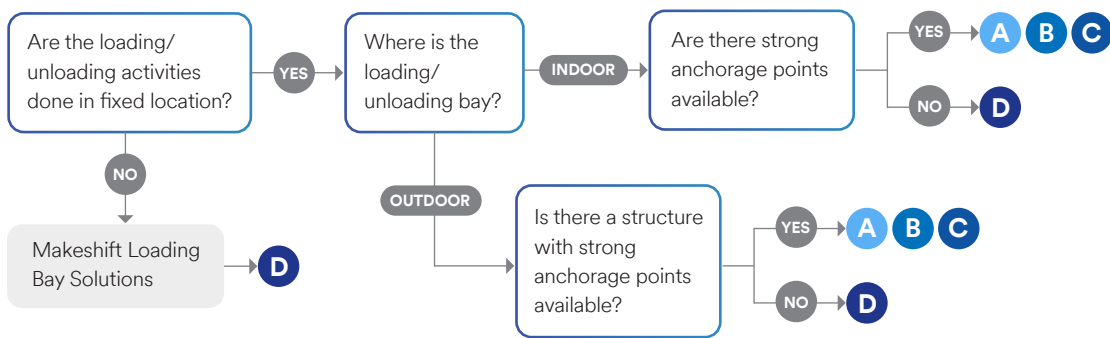 Are the loading/
unloading activities
done in fixed location?
YES
Where is the
loading/
unloading bay?
INDOOR
Are there strong
anchorage points
available?
YES
A B C
NO
D
NO
Makeshift Loading
Bay Solutions
D
OUTDOOR
Is there a structure
with strong
anchorage points
available?
YES
A B C
NO
D